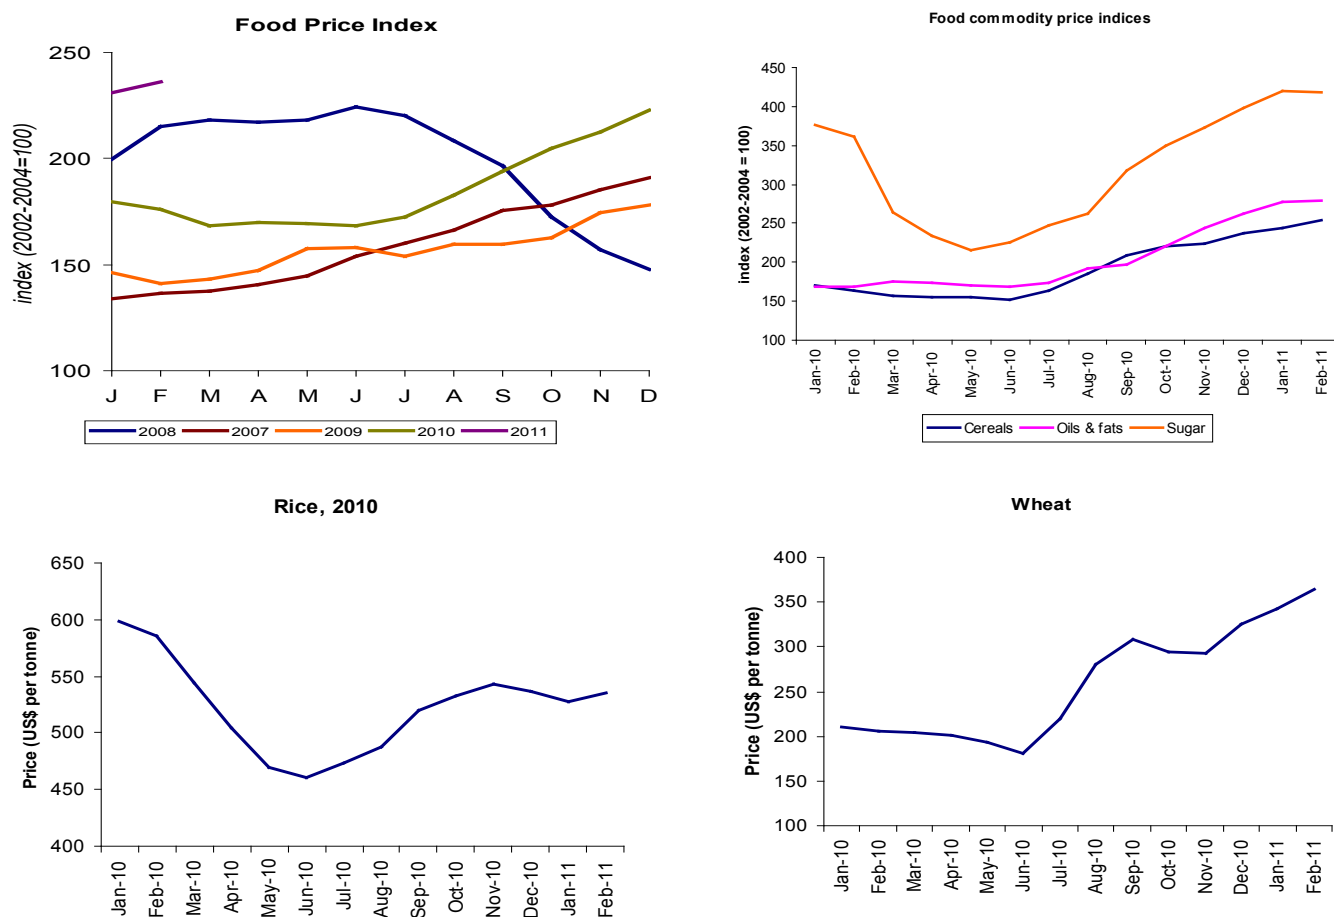 Food Price Index
250
200
150
100
index (2002-2004=100)
J F M A M J J A S O N D
2008 2007 2009 2010 2011
Food commodity price indices
450
400
350
300
250
200
150
100
index (2002-2004 = 100)
Jan-10 Feb-10 Mar-10 Apr-10 May-10 Jun-10 Jul-10 Aug-10 Sep-10 Oct-10 Nov-10 Dec-10 Jan-11 Feb-11
Cereals Oils & fats Sugar
Rice, 2010
650
600
550
500
450
400
Price (US$ per tonne)
Jan-10 Feb-10 Mar-10 Apr-10 May-10 Jun-10 Jul-10 Aug-10 Sep-10 Oct-10 Nov-10 Dec-10 Jan-11 Feb-11
Wheat
400
350
300
250
200
150
100
Price (US$ per tonne)
Jan-10 Feb-10 Mar-10 Apr-10 May-10 Jun-10 Jul-10 Aug-10 Sep-10 Oct-10 Nov-10 Dec-10 Jan-11 Feb-11